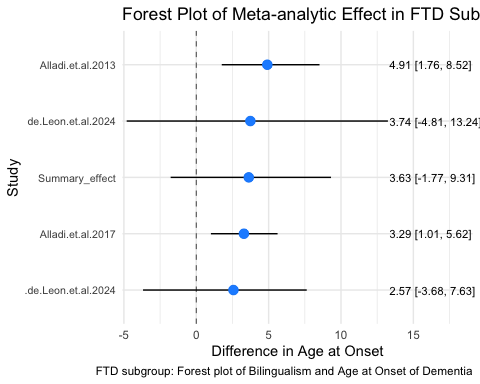 Forest Plot of Meta-analytic Effect in FTD Sub
Alladi.et.al.2013
4.91 [1.76, 8.52]
de.Leon.et.al.2024
3.74 [-4.81, 13.24]
Summary_effect
3.63 [-1.77, 9.31]
Alladi.et.al.2017
3.29 [1.01, 5.62]
.de.Leon.et.al.2024
2.57 [-3.68, 7.63]
Study
-5 0 5 10 15
Difference in Age at Onset
FTD subgroup: Forest plot of Bilingualism and Age at Onset of Dementia